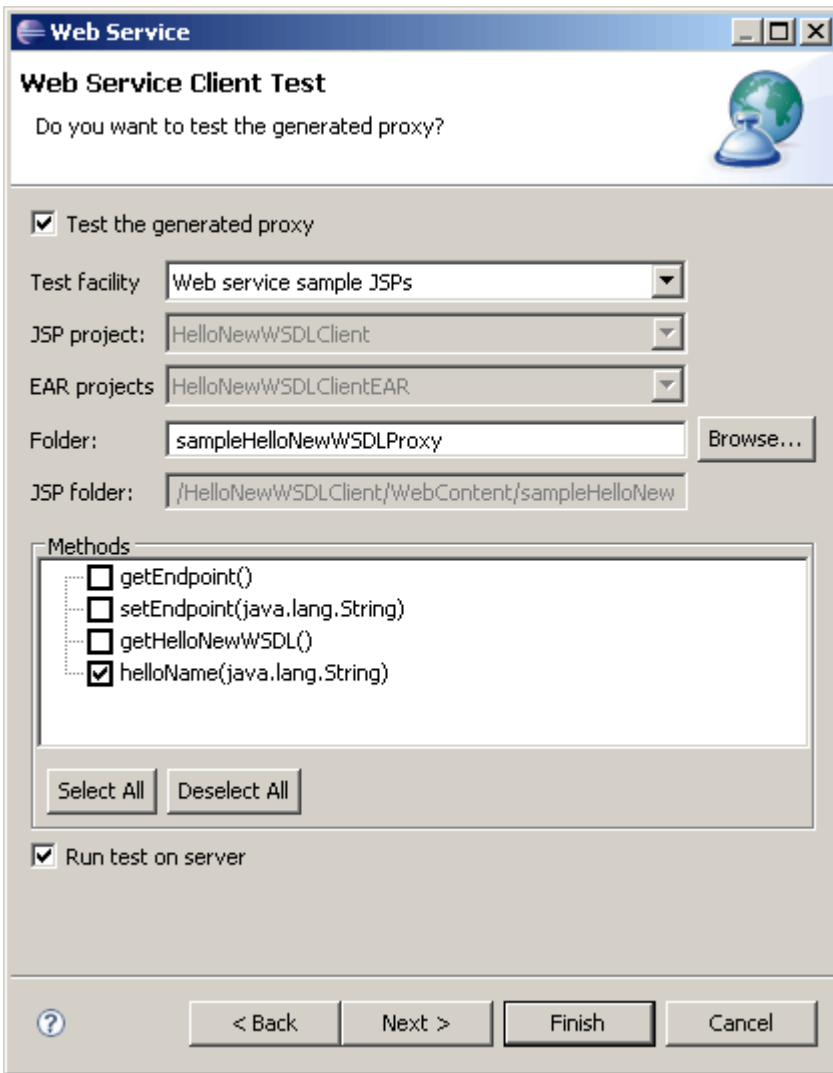 Web Service
Web Service Client Test
Do you want to test the generated proxy?
Test the generated proxy
Test facility Web service sample JSPs
JSP project: HelloNewWSDLClient
EAR projects HelloNewWSDLClientEAR
Folder: sampleHelloNewWSDLProxy Browse...
JSP folder: /HelloNewWSDLClient/WebContent/sampleHelloNew
Methods
getEndpoint()
setEndpoint(java.lang.String)
getHelloNewWSDL()
helloName(java.lang.String)
Select All Deselect All
Run test on server
? < Back Next > Finish Cancel